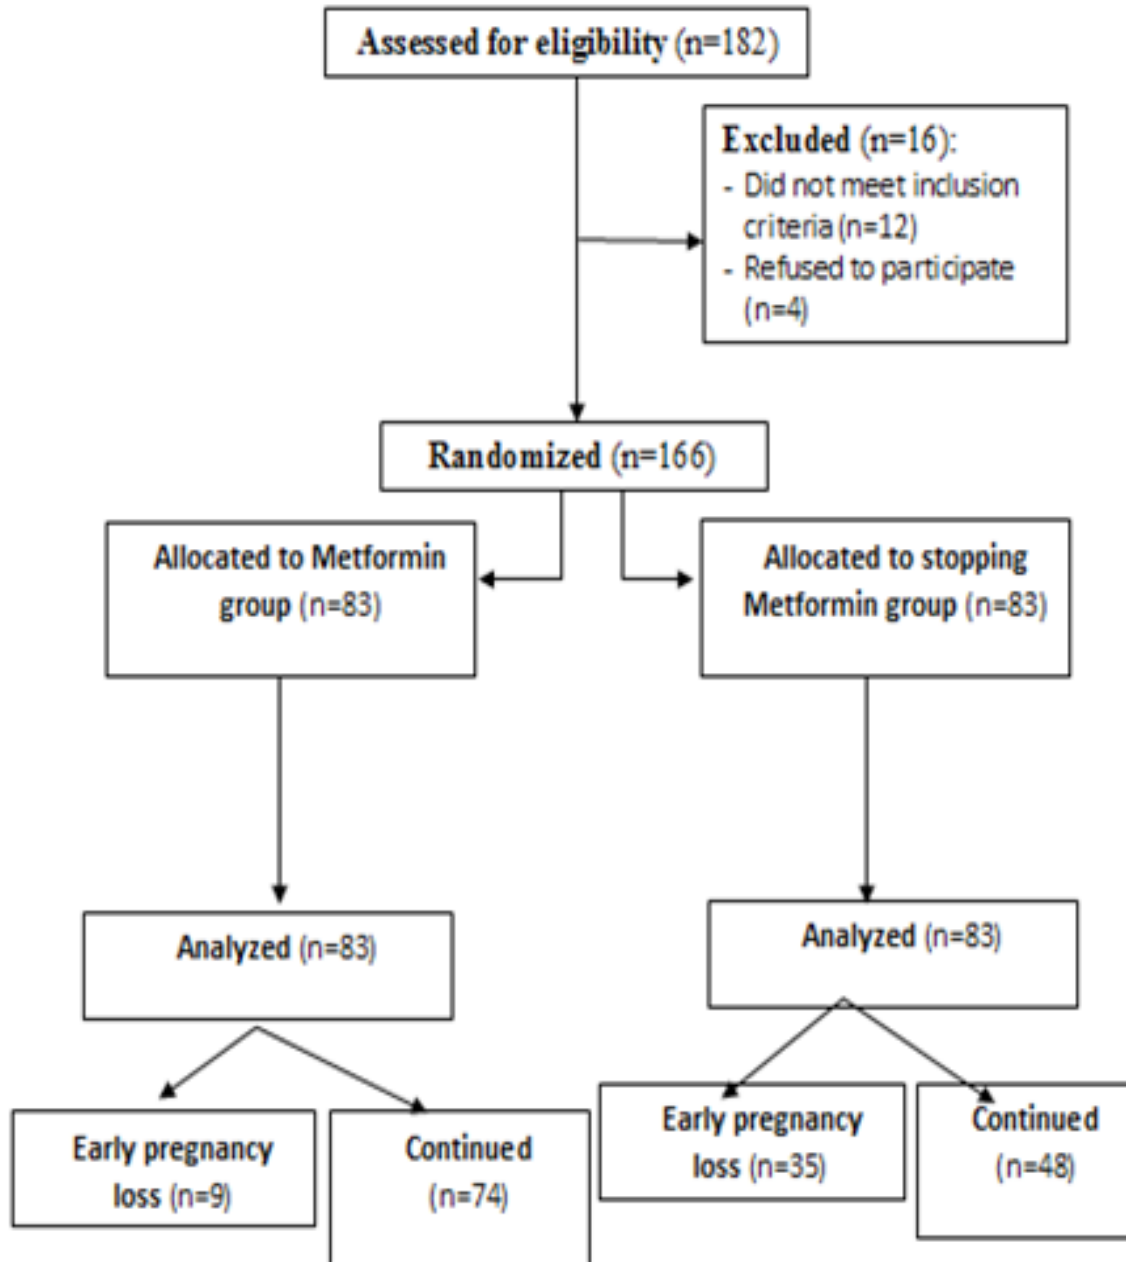 Assessed for eligibility (n=182)
Excluded (n=16):
- Did not meet inclusion
criteria (n=12)
- Refused to participate
(n=4)
Randomized (n=166)
Allocated to Metformin
group (n=83)
Allocated to stopping
Metformin group (n=83)
Analyzed (n=83)
Analyzed (n=83)
Early pregnancy
loss (n=9)
Continued
(n=74)
Early pregnancy
loss (n=35)
Continued
(n=48)